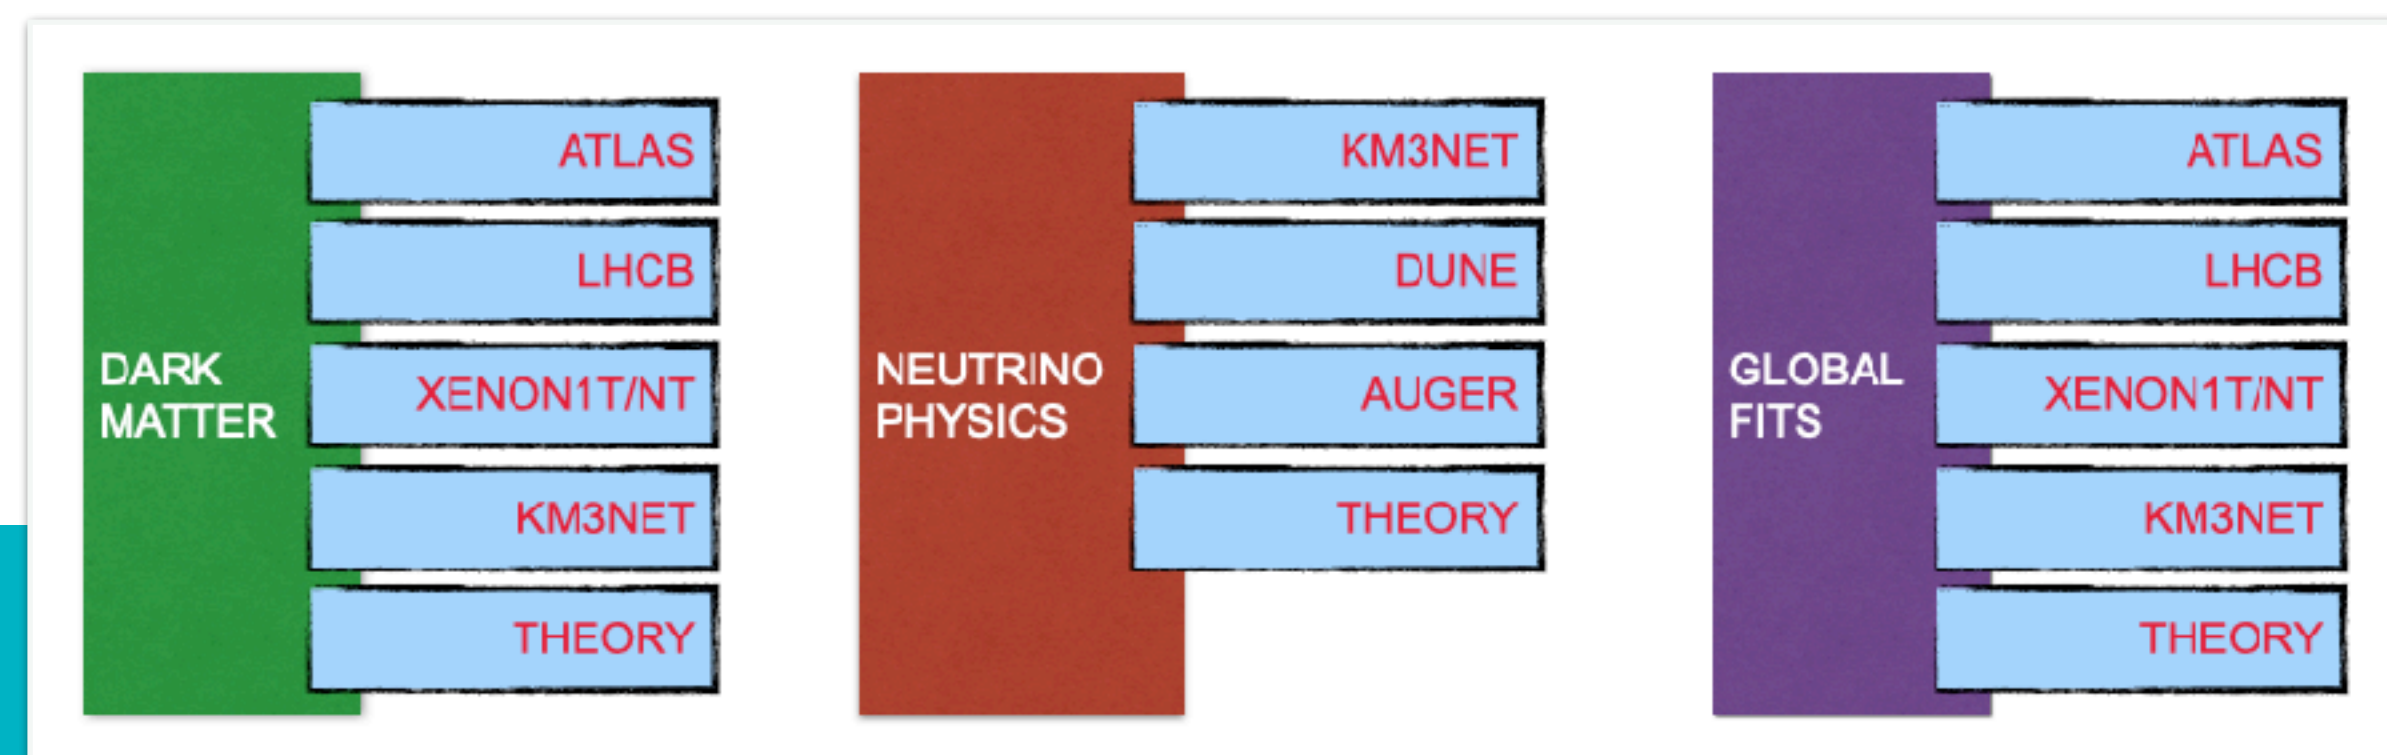 DARK
MATTER
ATLAS
LHCB
XENON1T/NT
KM3NET
THEORY
NEUTRINO
PHYSICS
KM3NET
DUNE
AUGER
THEORY
GLOBAL
FITS
ATLAS
LHCB
XENON1T/NT
KM3NET
THEORY